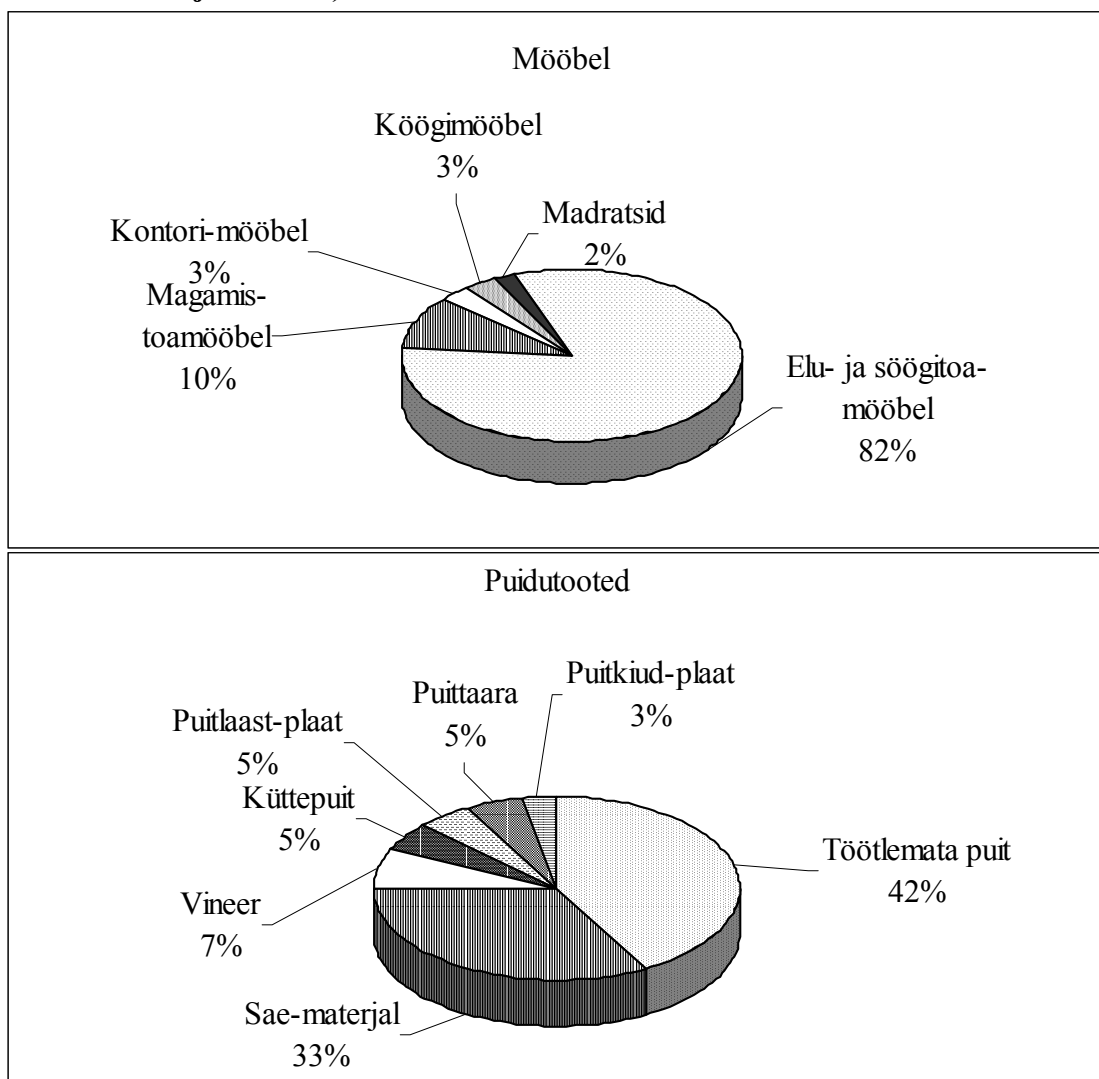 Mööbel
Köögimööbel
3%
Madratsid
2%
Kontori-mööbel
3%
Magamis-
toamööbel
10%
Elu- ja söögitoa-
mööbel
82%
Puidutooted
Puitkiud-plaat
3%
Puittaara
5%
Puitlaast-plaat
5%
Küttepuit
5%
Töötlemata puit
42%
Vineer
7%
Sae-materjal
33%